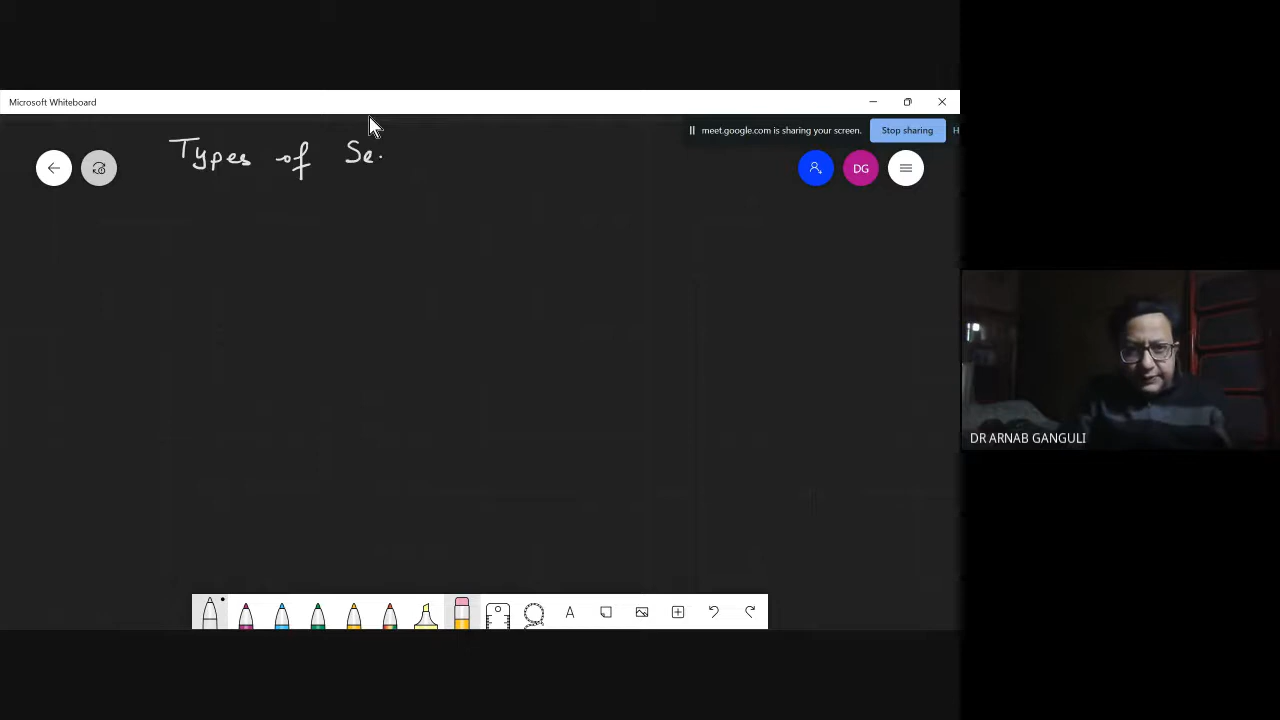 Microsoft Whiteboard
meet.google.com is sharing your screen.
Stop sharing
H
Types of Se.
DG
A
DR ARNAB GANGULI